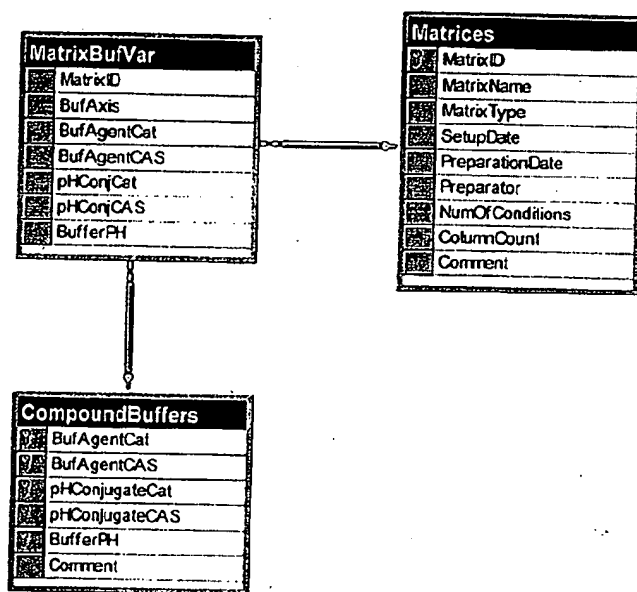 MatrixBufVar
MatrixID
BufAxis
BufAgentCat
BufAgentCAS
pHConjCat
pHConjCAS
BufferPH
Matrices
MatrixID
MatrixName
MatrixType
SetupDate
PreparationDate
Preparator
NumOfConditions
ColumnCount
Comment
CompoundBuffers
BufAgentCat
BufAgentCAS
pHConjugateCat
pHConjugateCAS
BufferPH
Comment